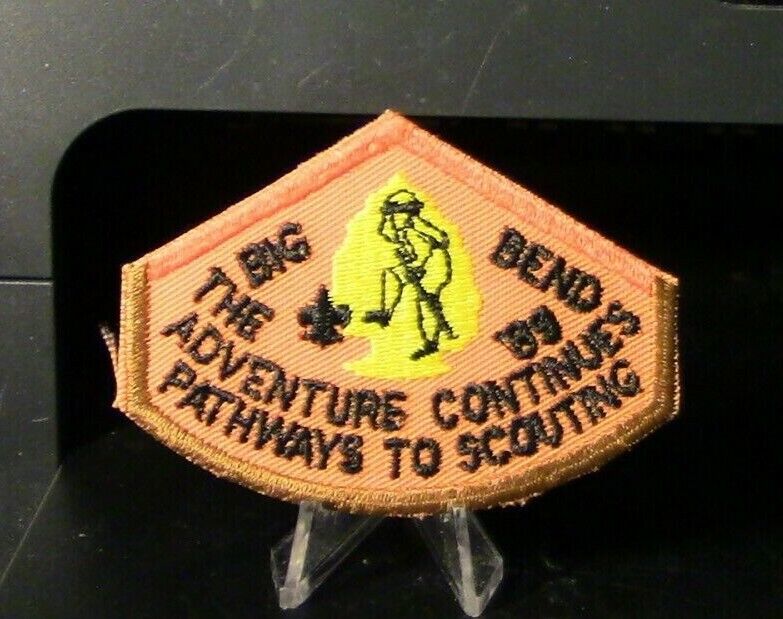 BIG BEND
'89
THE ADVENTURE CONTINUES
PATHWAYS TO SCOUTING